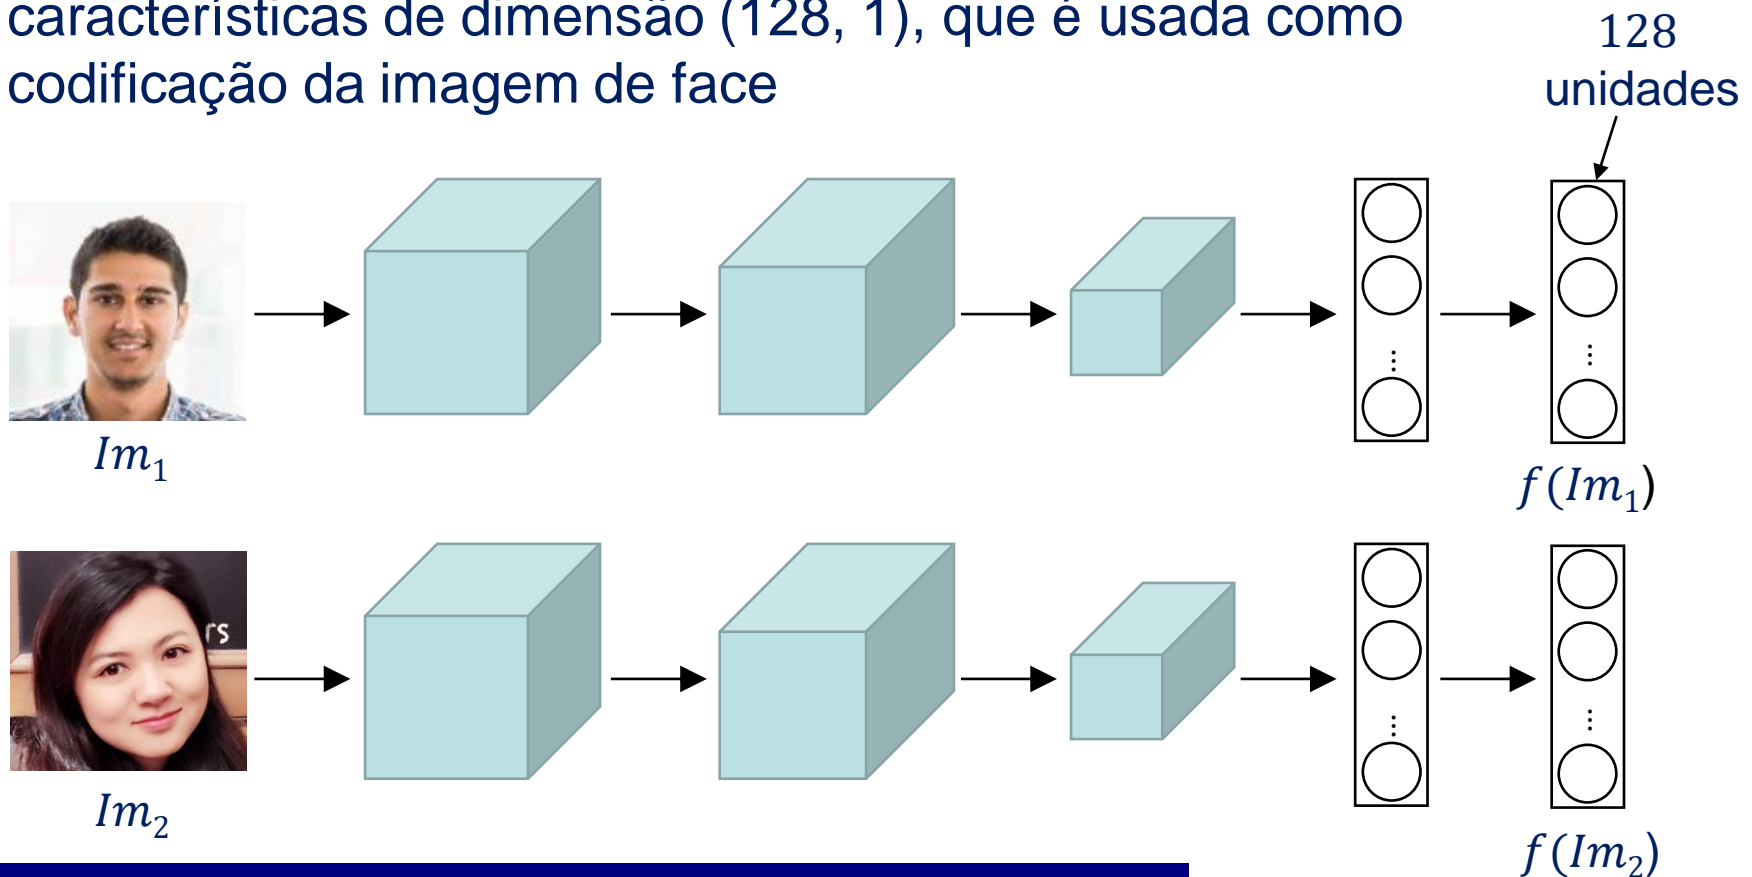 características de dimensão (128, 1), que é usada como
codificação da imagem de face
128
unidades
⋮
⋮
Im₁
f(Im₁)
rs
⋮
⋮
Im₂
f(Im₂)